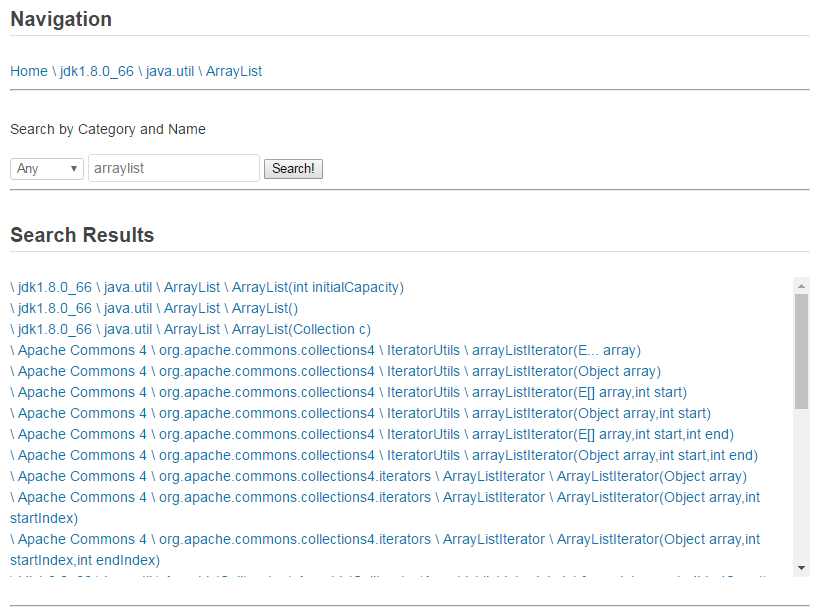 Navigation
Home \ jdk1.8.0_66 \ java.util \ ArrayList
Search by Category and Name
Any arraylist Search!
Search Results
\ jdk1.8.0_66 \ java.util \ ArrayList \ ArrayList(int initialCapacity)
\ jdk1.8.0_66 \ java.util \ ArrayList \ ArrayList()
\ jdk1.8.0_66 \ java.util \ ArrayList \ ArrayList(Collection c)
\ Apache Commons 4 \ org.apache.commons.collections4 \ IteratorUtils \ arrayListIterator(E... array)
\ Apache Commons 4 \ org.apache.commons.collections4 \ IteratorUtils \ arrayListIterator(Object array)
\ Apache Commons 4 \ org.apache.commons.collections4 \ IteratorUtils \ arrayListIterator(E[] array,int start)
\ Apache Commons 4 \ org.apache.commons.collections4 \ IteratorUtils \ arrayListIterator(Object array,int start)
\ Apache Commons 4 \ org.apache.commons.collections4 \ IteratorUtils \ arrayListIterator(E[] array,int start,int end)
\ Apache Commons 4 \ org.apache.commons.collections4 \ IteratorUtils \ arrayListIterator(Object array,int start,int end)
\ Apache Commons 4 \ org.apache.commons.collections4.iterators \ ArrayListIterator \ ArrayListIterator(Object array)
\ Apache Commons 4 \ org.apache.commons.collections4.iterators \ ArrayListIterator \ ArrayListIterator(Object array,int
startIndex)
\ Apache Commons 4 \ org.apache.commons.collections4.iterators \ ArrayListIterator \ ArrayListIterator(Object array,int
startIndex,int endIndex)